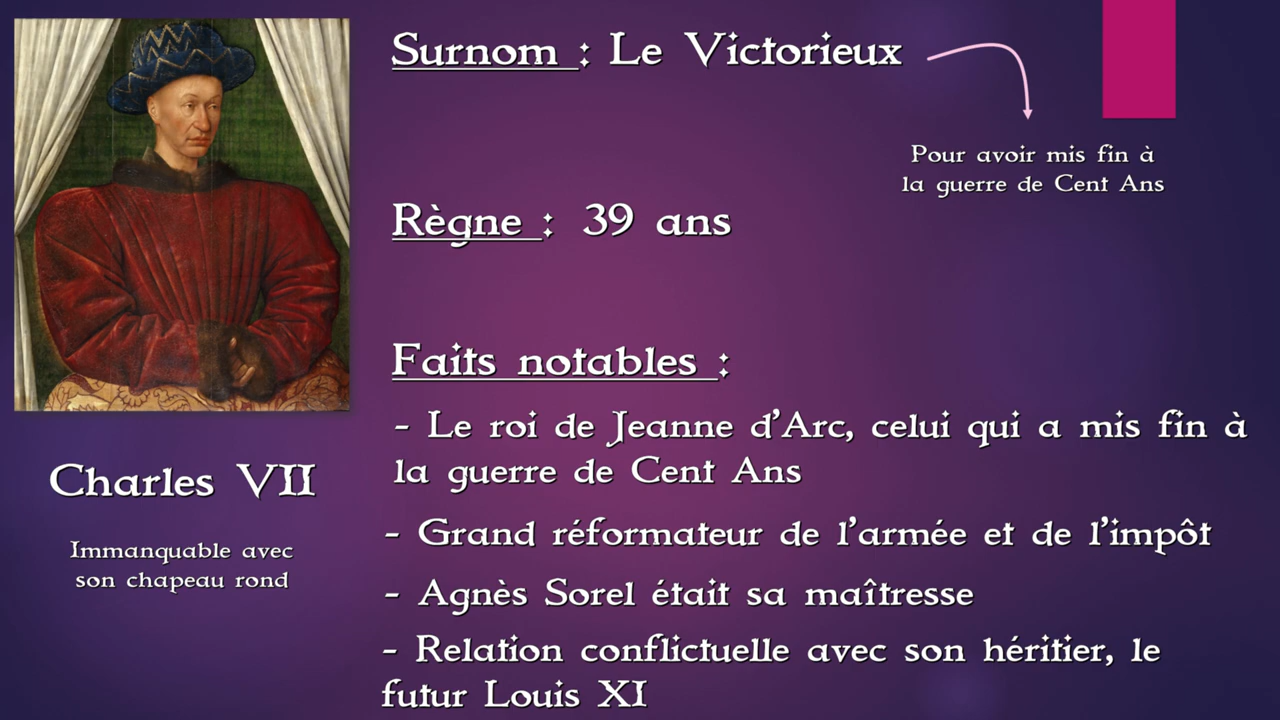 Surnom : Le Victorieux
Pour avoir mis fin à
la guerre de Cent Ans
Règne : 39 ans
Faits notables :
- Le roi de Jeanne d'Arc, celui qui a mis fin à
la guerre de Cent Ans
- Grand réformateur de l'armée et de l'impôt
- Agnès Sorel était sa maîtresse
- Relation conflictuelle avec son héritier, le
futur Louis XI
Charles VII
Immanquable avec
son chapeau rond